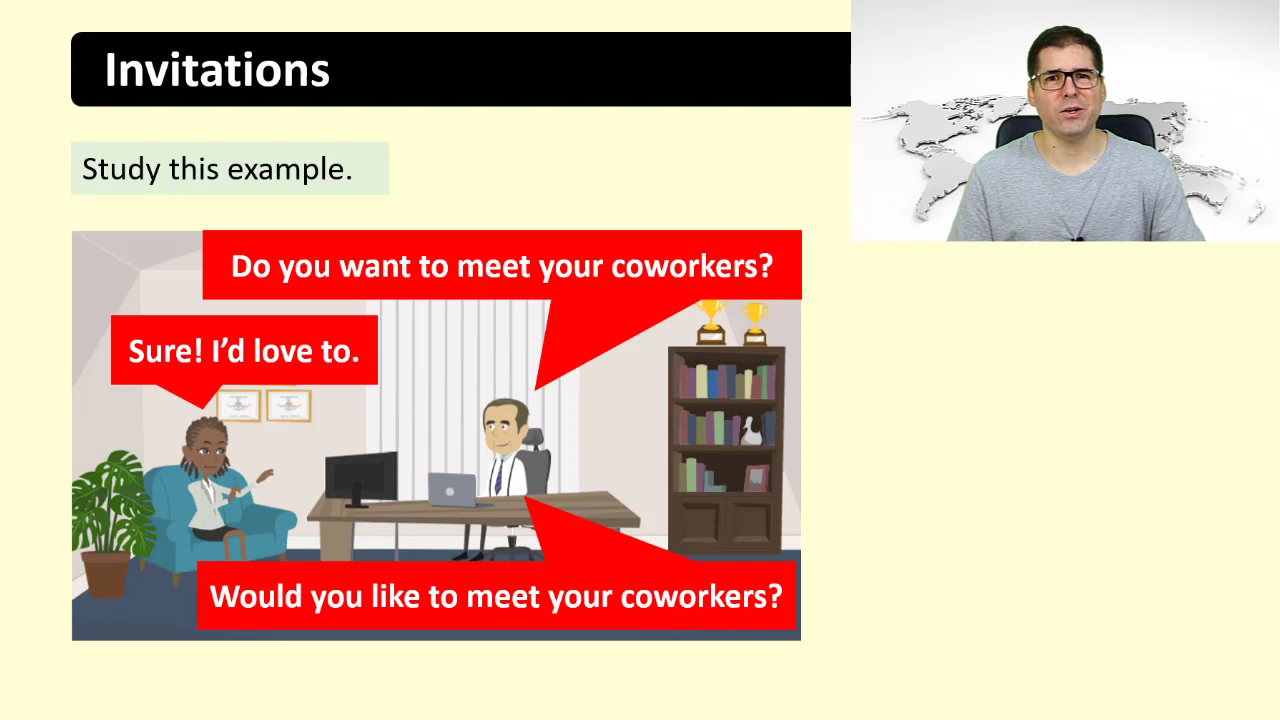 Invitations
Study this example.
Do you want to meet your coworkers?
Sure! I’d love to.
Would you like to meet your coworkers?